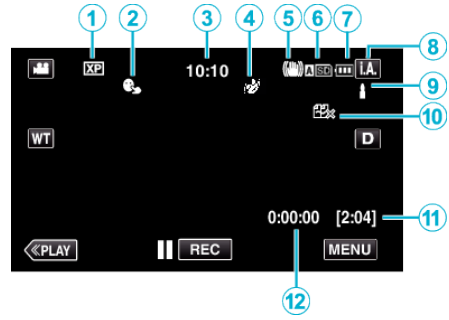 1 2 3 4 5 6 7
XP 10:10 A SD i.A. 8
9
10
WT D
0:00:00 [2:04] 11
≪PLAY REC MENU
12